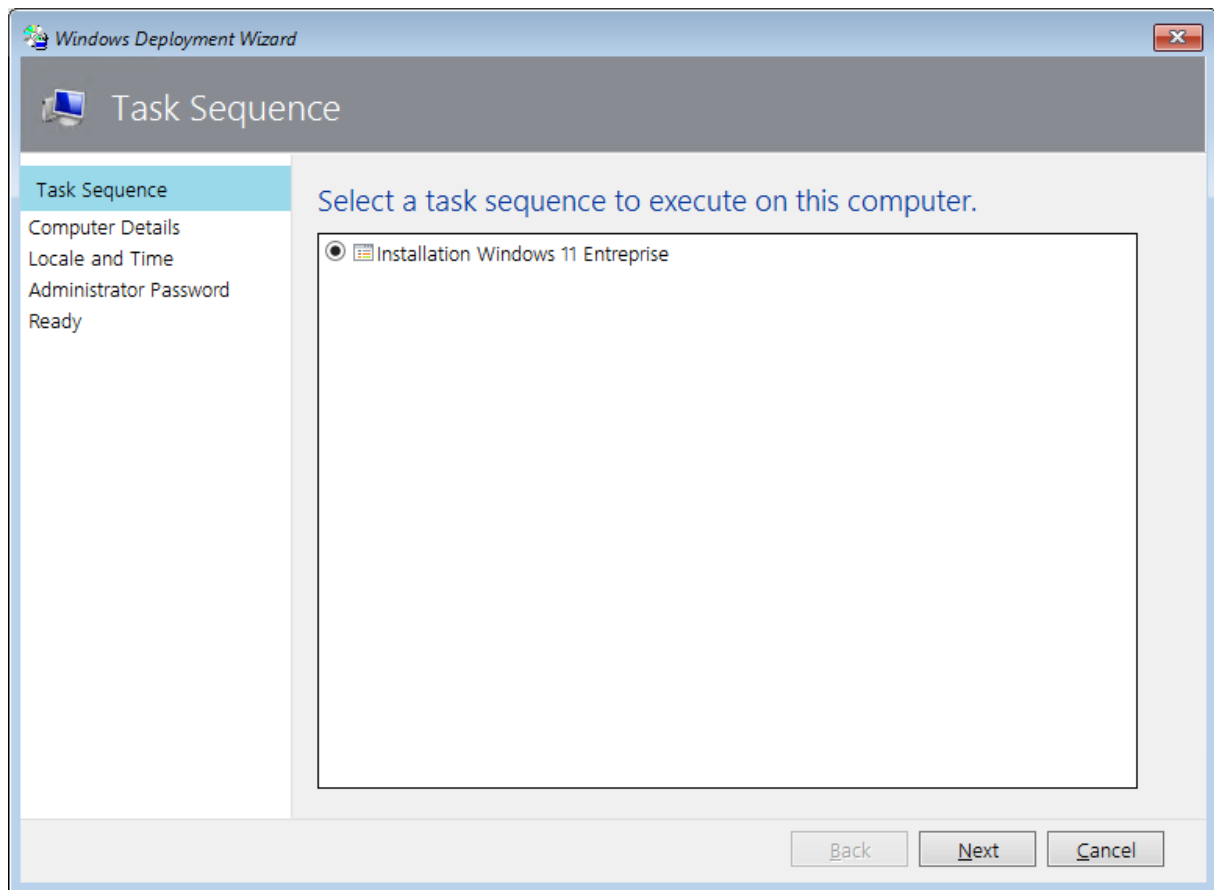 Windows Deployment Wizard
Task Sequence
Task Sequence
Computer Details
Locale and Time
Administrator Password
Ready
Select a task sequence to execute on this computer.
Installation Windows 11 Entreprise
Back
Next
Cancel